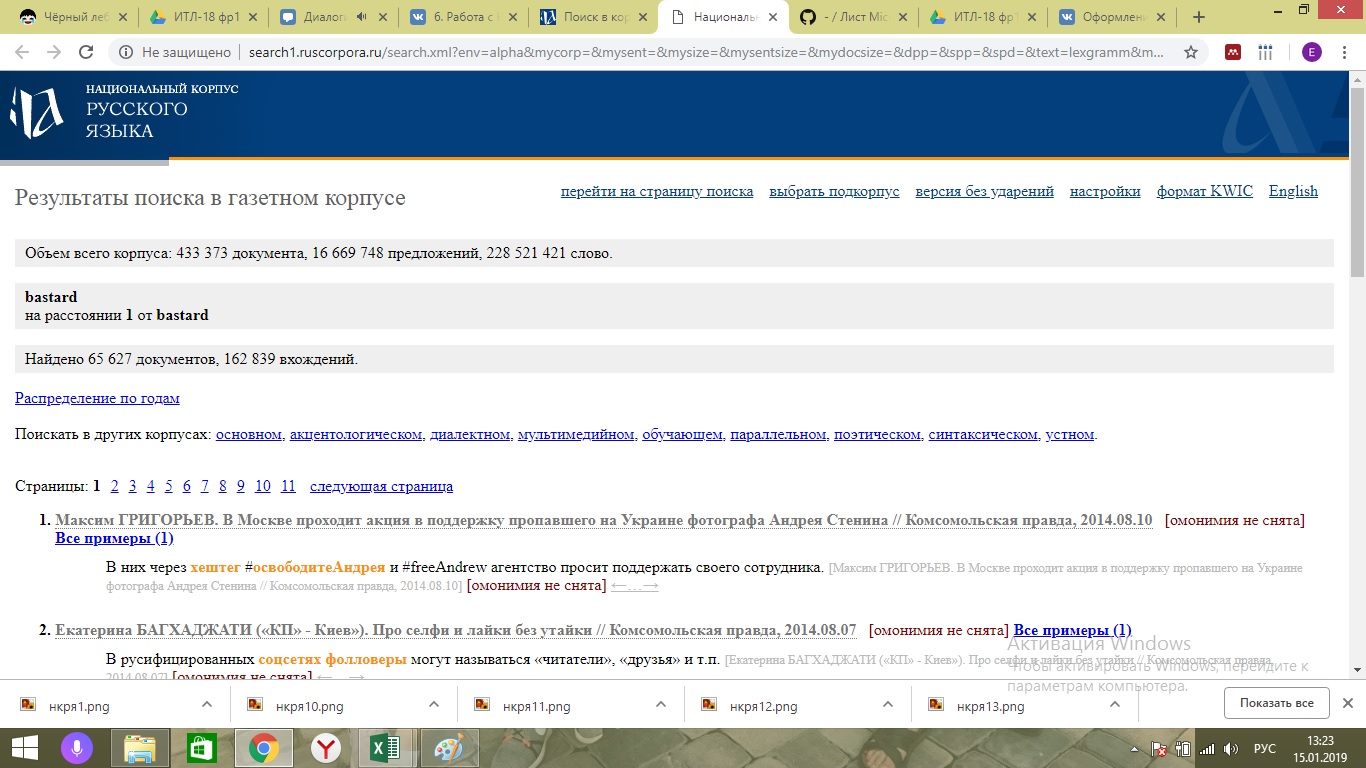 Чёрный леб
ИТЛ-18 фр1
Диалоги
6. Работа с
Поиск в кор
Националь
- / Лист Mic
ИТЛ-18 фр1
Оформлен
Не защищено
search1.ruscorpora.ru/search.xml?env=alpha&mycorp=&mysent=&mysize=&mysentsize=&mydocsize=&dpp=&spp=&spd=&text=lexgramm&m...
E
НАЦИОНАЛЬНЫЙ КОРПУС
РУССКОГО
ЯЗЫКА
Результаты поиска в газетном корпусе
перейти на страницу поиска выбрать подкорпус версия без ударений настройки формат KWIC English
Объем всего корпуса: 433 373 документа, 16 669 748 предложений, 228 521 421 слово.
bastard
на расстоянии 1 от bastard
Найдено 65 627 документов, 162 839 вхождений.
Распределение по годам
Поискать в других корпусах: основном, акцентологическом, диалектном, мультимедийном, обучающем, параллельном, поэтическом, синтаксическом, устном.
Страницы: 1 2 3 4 5 6 7 8 9 10 11 следующая страница
1. Максим ГРИГОРЬЕВ. В Москве проходит акция в поддержку пропавшего на Украине фотографа Андрея Стенина // Комсомольская правда, 2014.08.10 [омонимия не снята]
Все примеры (1)
В них через хештег #освободитеАндрея и #freeAndrew агентство просит поддержать своего сотрудника. [Максим ГРИГОРЬЕВ. В Москве проходит акция в поддержку пропавшего на Украине
фотографа Андрея Стенина // Комсомольская правда, 2014.08.10] [омонимия не снята] ←…→
2. Екатерина БАГХАДЖАТИ («КП» - Киев»). Про селфи и лайки без утайки // Комсомольская правда, 2014.08.07 [омонимия не снята] Все примеры (1)
В русифицированных соцсетях фолловеры могут называться «читатели», «друзья» и т.п. [Екатерина БАГХАДЖАТИ («КП» - Киев»). Про селфи и лайки без утайки // Комсомольская правда,
2014.08.07] [омонимия не снята] ←…→
Активация Windows
Чтобы активировать Windows, перейдите к
параметрам компьютера.
нкря1.png
нкря10.png
нкря11.png
нкря12.png
нкря13.png
Показать все
РУС
13:23
15.01.2019